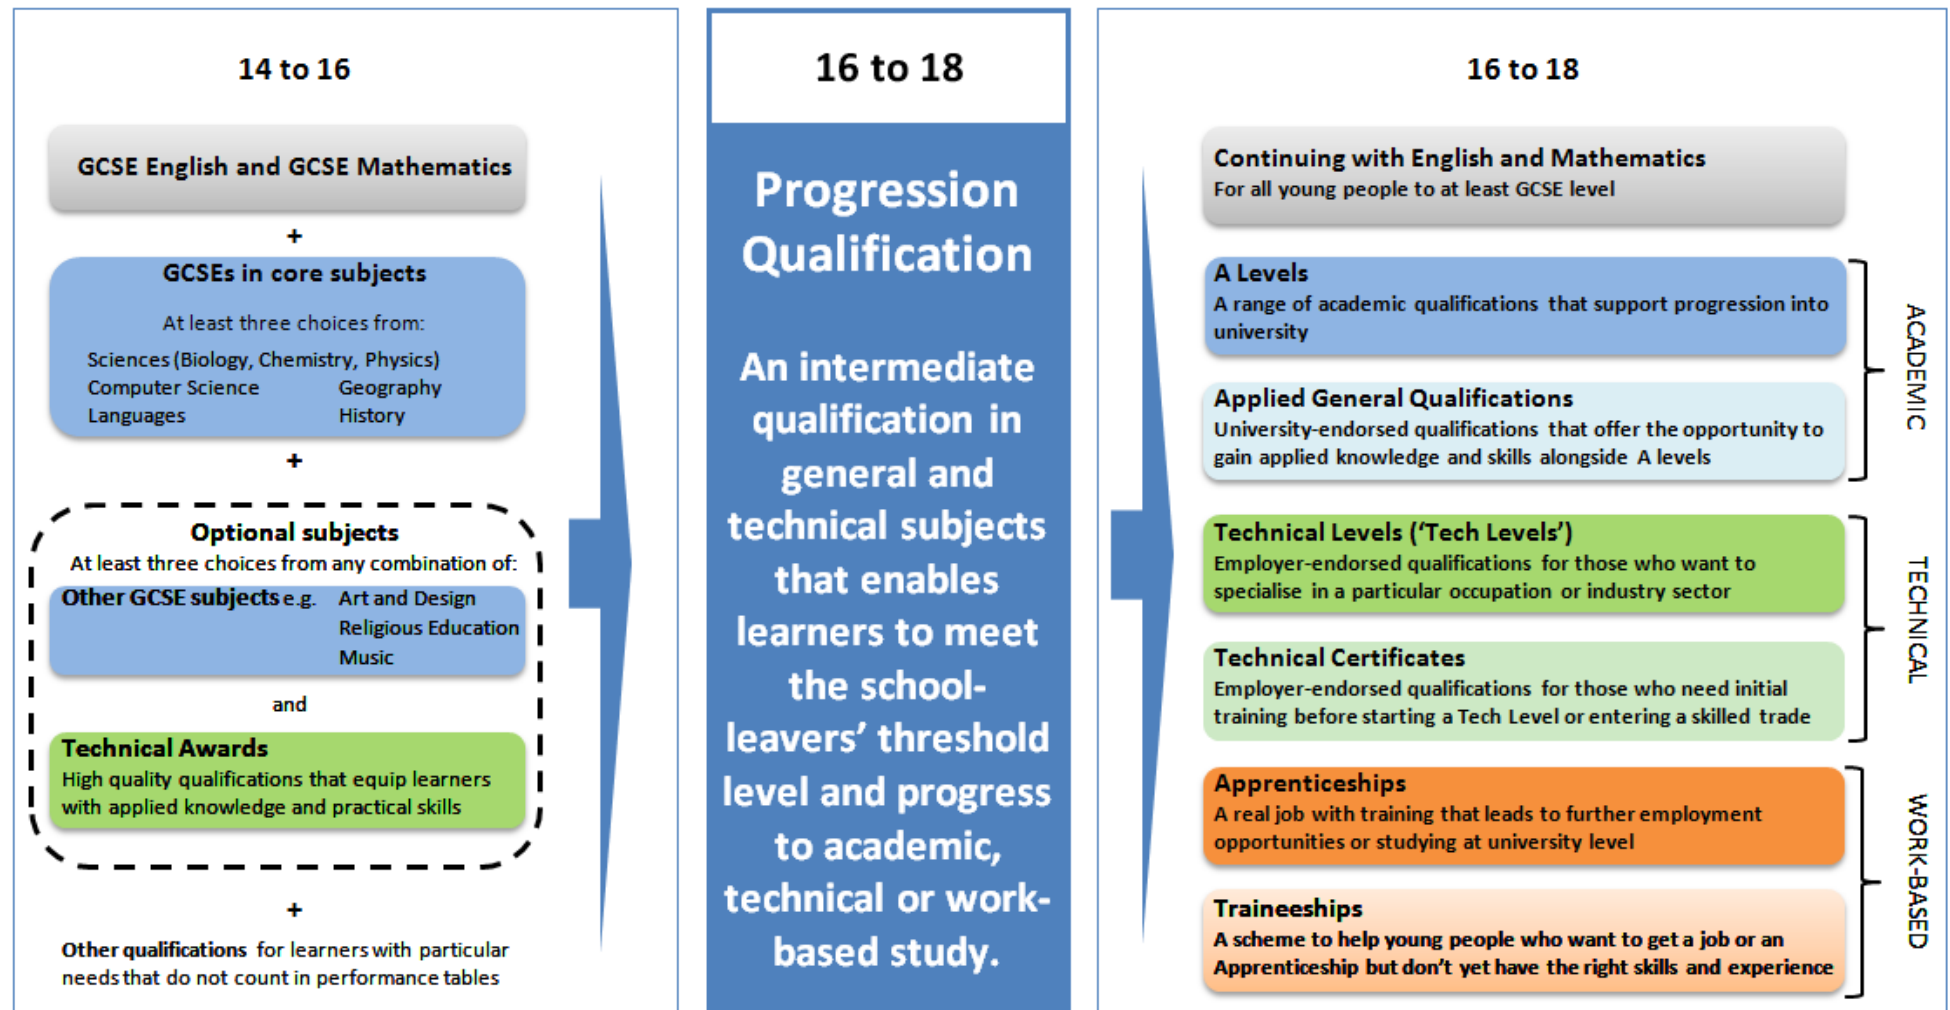 14 to 16
GCSE English and GCSE Mathematics
+
GCSEs in core subjects
At least three choices from:
Sciences (Biology, Chemistry, Physics)
Computer Science Geography
Languages History
+
Optional subjects
At least three choices from any combination of:
Other GCSE subjects e.g. Art and Design
Religious Education
Music
and
Technical Awards
High quality qualifications that equip learners
with applied knowledge and practical skills
+
Other qualifications for learners with particular
needs that do not count in performance tables
16 to 18
Progression
Qualification
An intermediate
qualification in
general and
technical subjects
that enables
learners to meet
the school-
leavers’ threshold
level and progress
to academic,
technical or work-
based study.
16 to 18
Continuing with English and Mathematics
For all young people to at least GCSE level
A Levels
A range of academic qualifications that support progression into
university
Applied General Qualifications
University-endorsed qualifications that offer the opportunity to
gain applied knowledge and skills alongside A levels
ACADEMIC
Technical Levels (‘Tech Levels’)
Employer-endorsed qualifications for those who want to
specialise in a particular occupation or industry sector
Technical Certificates
Employer-endorsed qualifications for those who need initial
training before starting a Tech Level or entering a skilled trade
TECHNICAL
Apprenticeships
A real job with training that leads to further employment
opportunities or studying at university level
Traineeships
A scheme to help young people who want to get a job or an
Apprenticeship but don’t yet have the right skills and experience
WORK-BASED